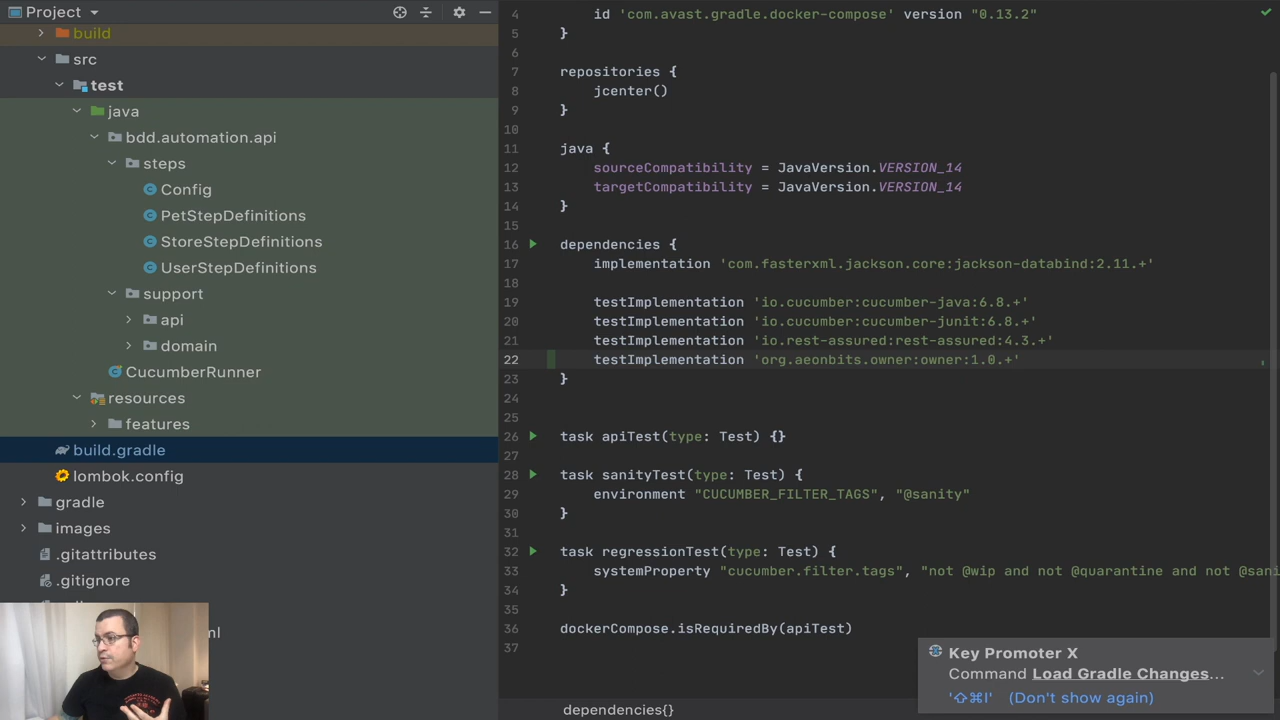 Project
build
src
test
java
bdd.automation.api
steps
Config
PetStepDefinitions
StoreStepDefinitions
UserStepDefinitions
support
api
domain
CucumberRunner
resources
features
build.gradle
lombok.config
gradle
images
.gitattributes
.gitignore
4 id 'com.avast.gradle.docker-compose' version "0.13.2"
5 }
6
7 repositories {
8 jcenter()
9 }
10
11 java {
12 sourceCompatibility = JavaVersion.VERSION_14
13 targetCompatibility = JavaVersion.VERSION_14
14 }
15
16 dependencies {
17 implementation 'com.fasterxml.jackson.core:jackson-databind:2.11.+'
18
19 testImplementation 'io.cucumber:cucumber-java:6.8.+'
20 testImplementation 'io.cucumber:cucumber-junit:6.8.+'
21 testImplementation 'io.rest-assured:rest-assured:4.3.+'
22 testImplementation 'org.aeonbits.owner:owner:1.0.+'
23 }
24
25
26 task apiTest(type: Test) {}
27
28 task sanityTest(type: Test) {
29 environment "CUCUMBER_FILTER_TAGS", "@sanity"
30 }
31
32 task regressionTest(type: Test) {
33 systemProperty "cucumber.filter.tags", "not @wip and not @quarantine and not @sani
34 }
35
36 dockerCompose.isRequiredBy(apiTest)
37
Key Promoter X
Command Load Gradle Changes...
'⇧⌘I' (Don't show again)
dependencies{}